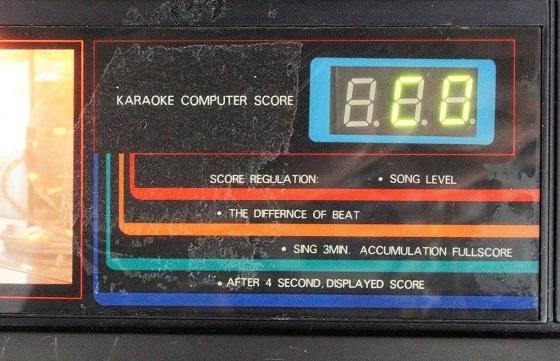 KARAOKE COMPUTER SCORE
C0
SCORE REGULATION: • SONG LEVEL
• THE DIFFERNCE OF BEAT
• SING 3MIN. ACCUMULATION FULLSCORE
• AFTER 4 SECOND, DISPLAYED SCORE